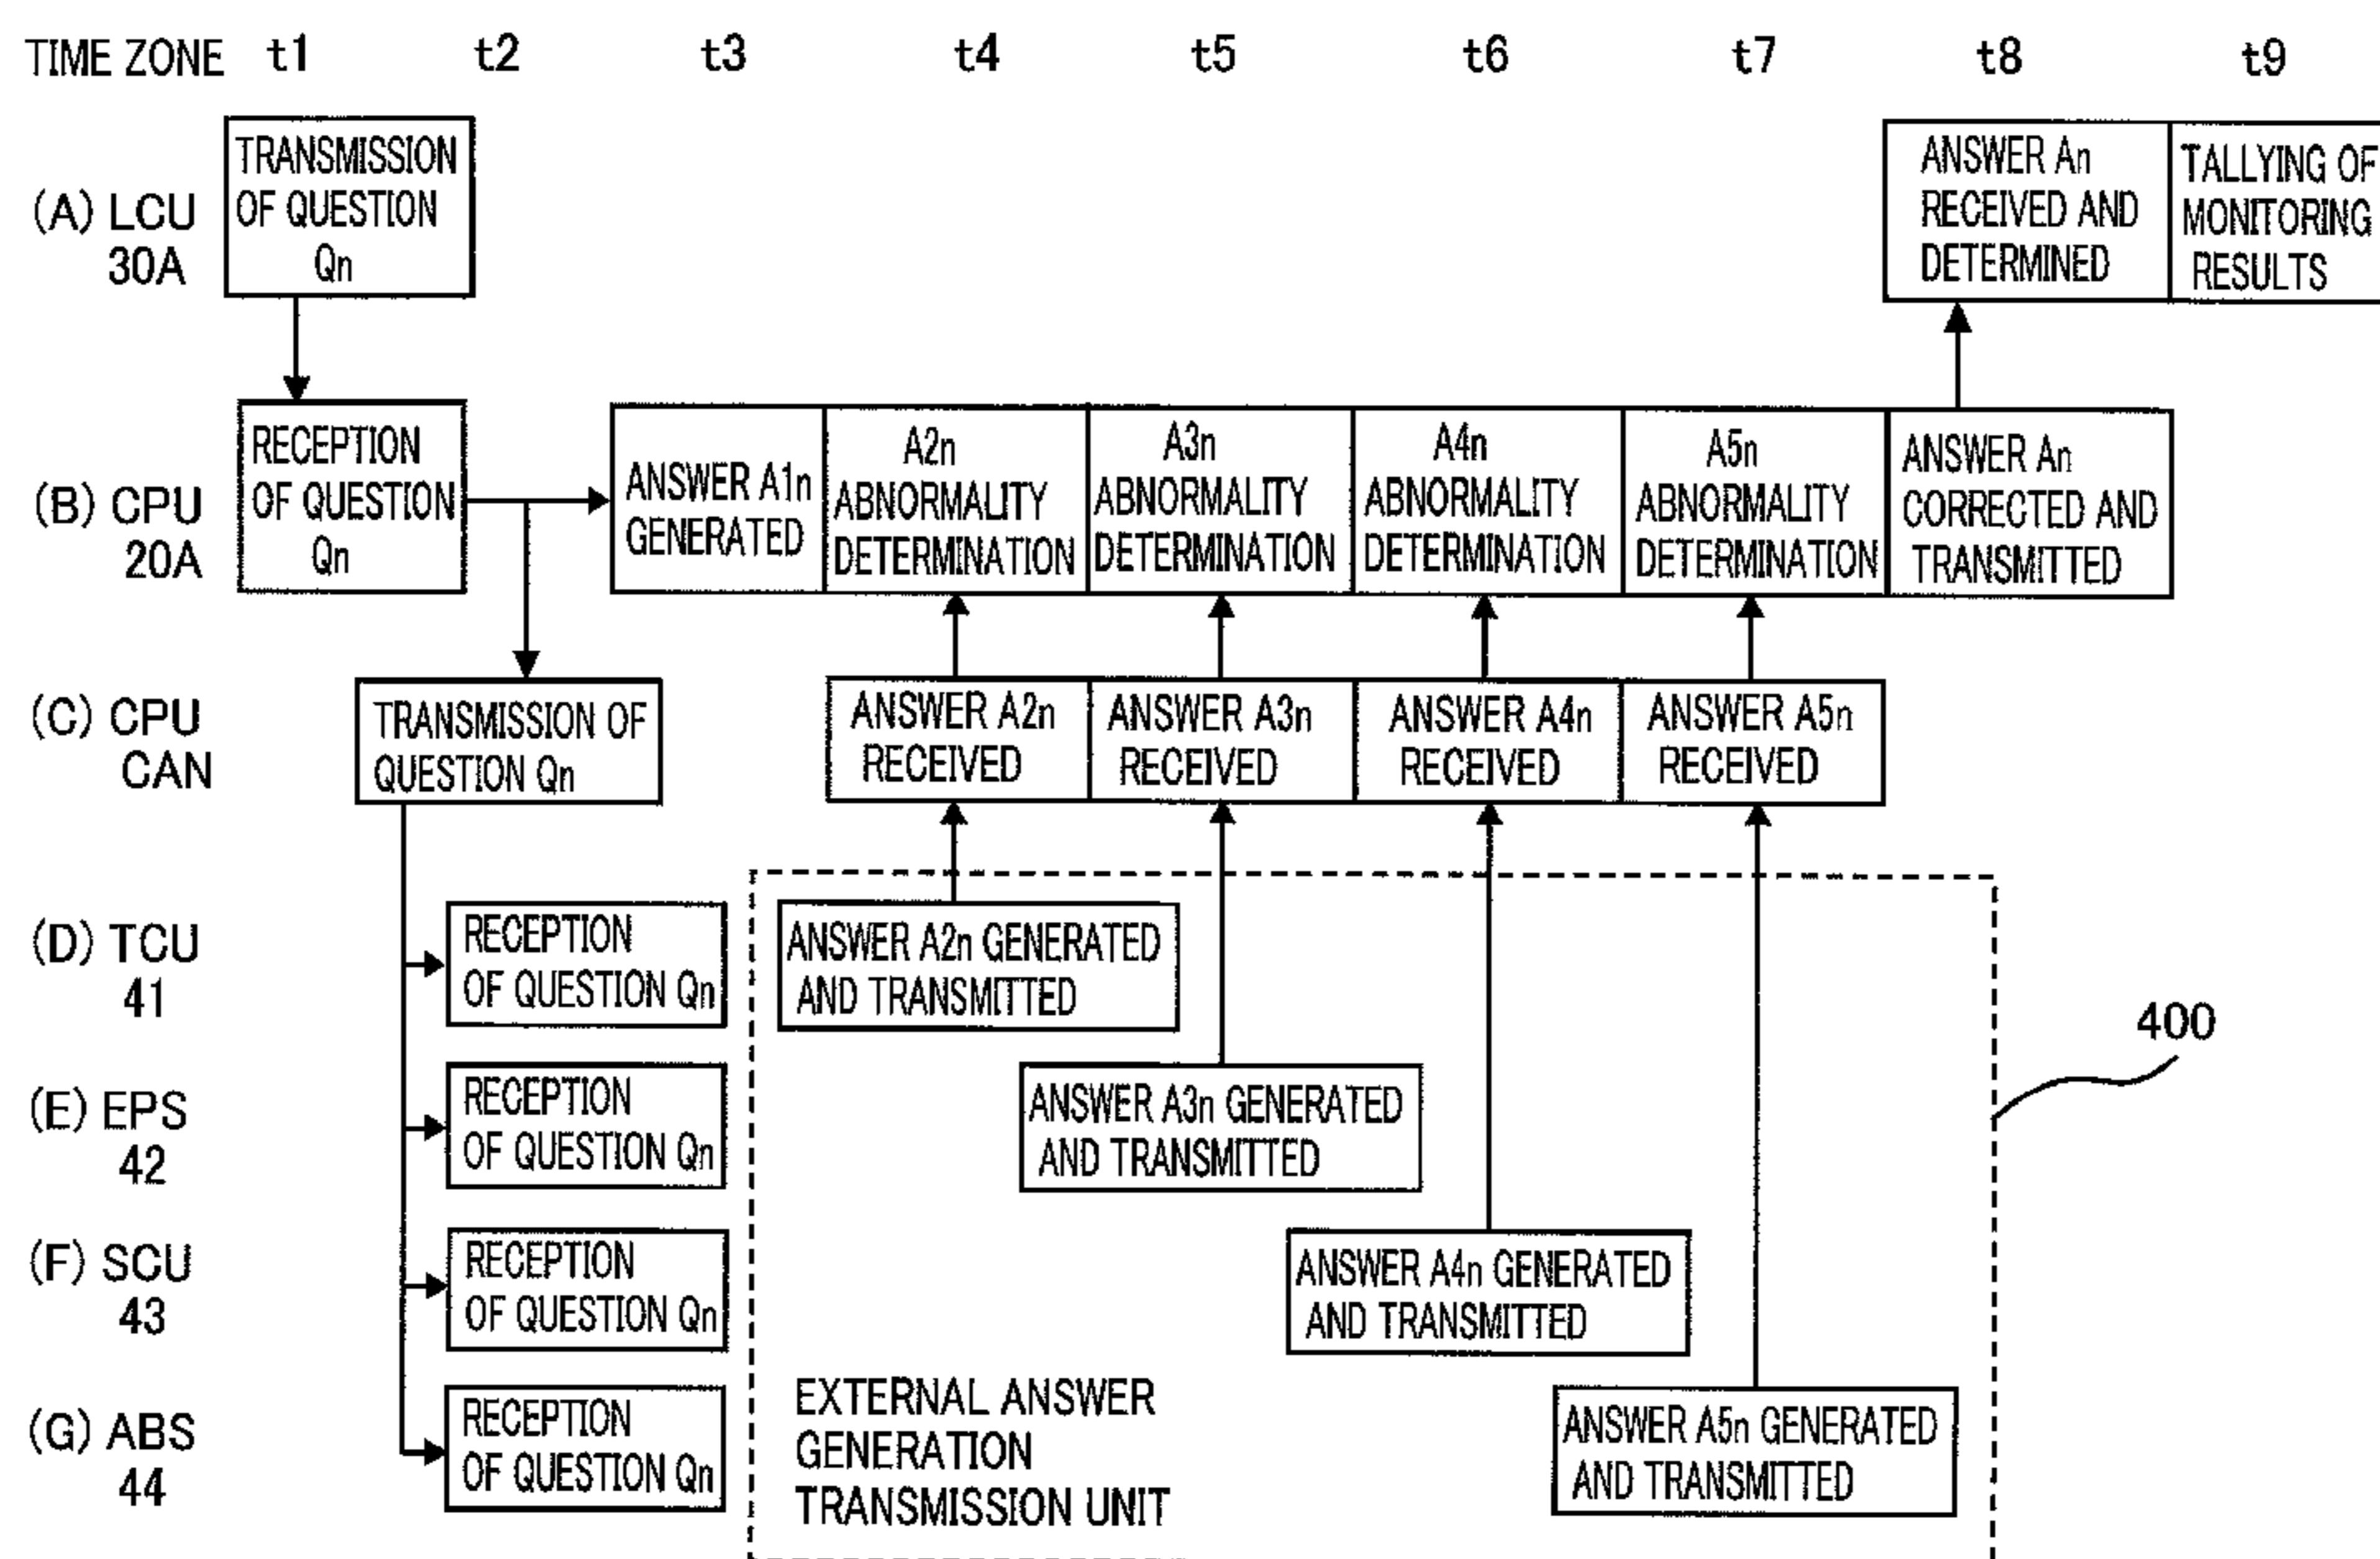 TIME ZONE t1 t2 t3 t4 t5 t6 t7 t8 t9
(A) LCU
30A
TRANSMISSION
OF QUESTION
Qn
ANSWER An
RECEIVED AND
DETERMINED
TALLYING OF
MONITORING
RESULTS
(B) CPU
20A
RECEPTION
OF QUESTION
Qn
ANSWER A1n
GENERATED
A2n
ABNORMALITY
DETERMINATION
A3n
ABNORMALITY
DETERMINATION
A4n
ABNORMALITY
DETERMINATION
A5n
ABNORMALITY
DETERMINATION
ANSWER An
CORRECTED AND
TRANSMITTED
(C) CPU
CAN
TRANSMISSION OF
QUESTION Qn
ANSWER A2n
RECEIVED
ANSWER A3n
RECEIVED
ANSWER A4n
RECEIVED
ANSWER A5n
RECEIVED
(D) TCU
41
RECEPTION
OF QUESTION Qn
ANSWER A2n GENERATED
AND TRANSMITTED
400
(E) EPS
42
RECEPTION
OF QUESTION Qn
ANSWER A3n GENERATED
AND TRANSMITTED
(F) SCU
43
RECEPTION
OF QUESTION Qn
ANSWER A4n GENERATED
AND TRANSMITTED
(G) ABS
44
RECEPTION
OF QUESTION Qn
EXTERNAL ANSWER
GENERATION
TRANSMISSION UNIT
ANSWER A5n GENERATED
AND TRANSMITTED